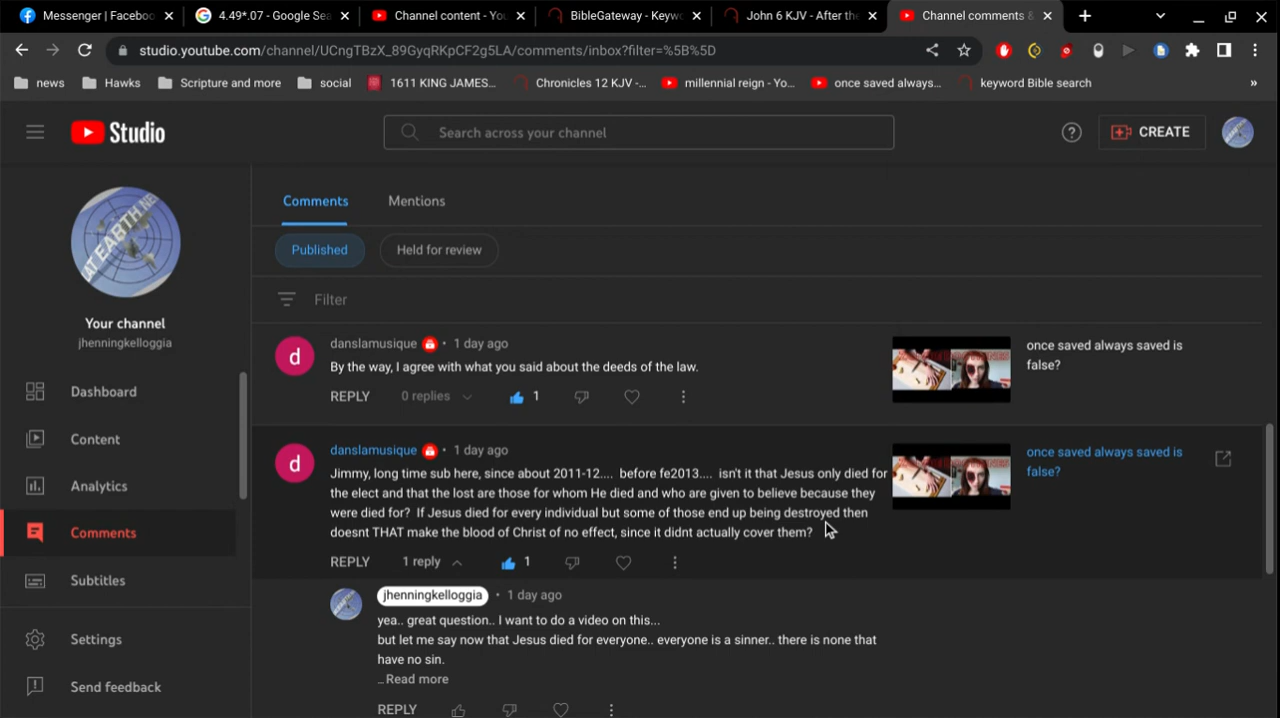 Messenger | Faceboo
4.49*.07 - Google Sea
Channel content - You
BibleGateway - Keywo
John 6 KJV - After the
Channel comments &
studio.youtube.com/channel/UCngTBzX_89GyqRKpCF2g5LA/comments/inbox?filter=%5B%5D
news
Hawks
Scripture and more
social
1611 KING JAMES...
Chronicles 12 KJV -...
millennial reign - Yo...
once saved always...
keyword Bible search
»
Studio
Search across your channel
CREATE
Your channel
jhenningkelloggia
Dashboard
Content
Analytics
Comments
Subtitles
Settings
Send feedback
Comments
Mentions
Published
Held for review
Filter
d
danslamusique • 1 day ago
By the way, I agree with what you said about the deeds of the law.
REPLY 0 replies 1
once saved always saved is
false?
d
danslamusique • 1 day ago
Jimmy, long time sub here, since about 2011-12.... before fe2013.... isn't it that Jesus only died for
the elect and that the lost are those for whom He died and who are given to believe because they
were died for? If Jesus died for every individual but some of those end up being destroyed then
doesnt THAT make the blood of Christ of no effect, since it didnt actually cover them?
REPLY 1 reply 1
once saved always saved is
false?
jhenningkelloggia • 1 day ago
yea.. great question.. I want to do a video on this...
but let me say now that Jesus died for everyone.. everyone is a sinner.. there is none that
have no sin.
...Read more
REPLY